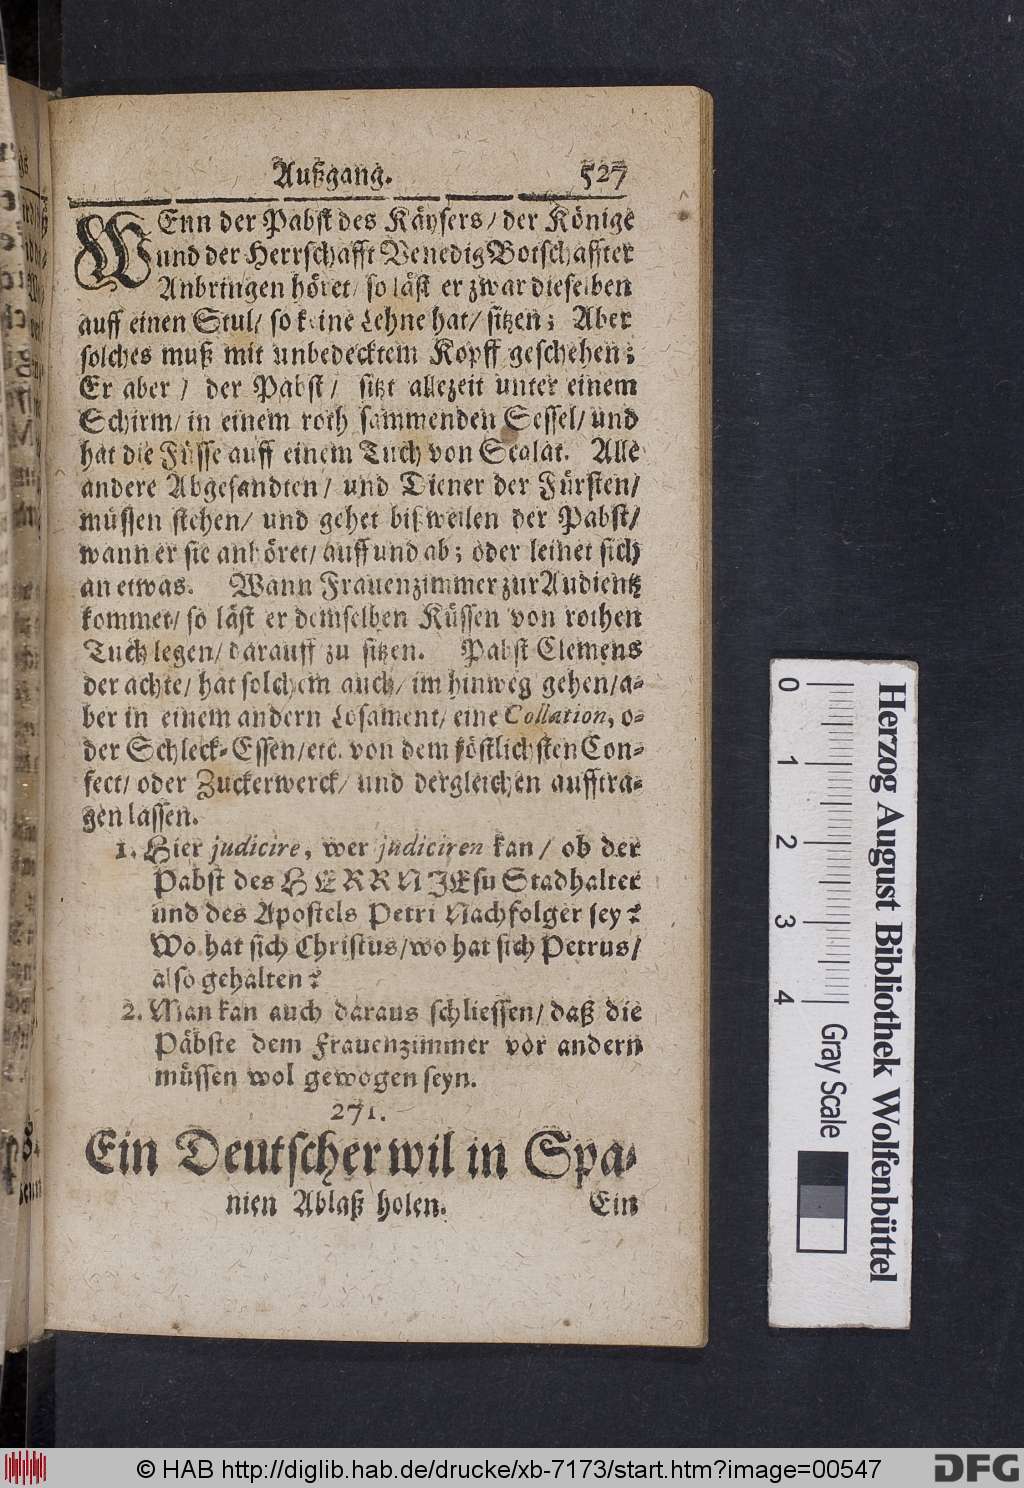 Außgang. 527
WEnn der Pabst des Käysers / der Könige
und der Herrschafft Venedig Botschaffter
Anbringen höret / so läst er zwar dieselben
auff einen Stul / so keine Lehne hat / sitzen; Aber
solches muß mit unbedecktem Kopff geschehen;
Er aber / der Pabst / sitzt allezeit unter einem
Schirm / in einem roth sammenden Sessel / und
hat die Füsse auff einem Tuch von Scalat. Alle
andere Abgesandten / und Diener der Fürsten /
müssen stehen / und gehet bißweilen der Pabst /
wann er sie anhöret / auff und ab; oder leinet sich
an etwas. Wann Frauenzimmer zur Audientz
kommet / so läst er demselben Küssen von rothen
Tuch legen / darauff zu sitzen. Pabst Clemens
der achte / hat solchem auch / im hinweg gehen / a-
ber in einem andern Losament / eine Collation, o-
der Schleck-Essen / etc. von dem köstlichsten Con-
fect / oder Zuckerwerck / und dergleichen aufftra-
gen lassen.
1. Hier judicire, wer judiciren kan / ob der
Pabst des HERRN JEsu Stadhalter
und des Apostels Petri Nachfolger sey?
Wo hat sich Christus / wo hat sich Petrus /
also gehalten?
2. Man kan auch daraus schliessen / daß die
Päbste dem Frauenzimmer vor andern
müssen wol gewogen seyn.
271.
Ein Deutscher wil in Spa-
nien Ablaß holen. Ein
0 1 2 3 4
Gray Scale
Herzog August Bibliothek Wolfenbüttel
© HAB http://diglib.hab.de/drucke/xb-7173/start.htm?image=00547
DFG